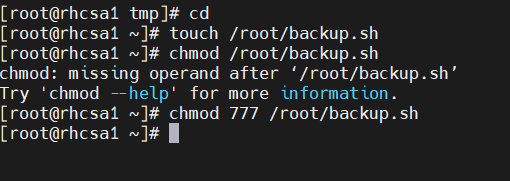 [root@rhcsa1 tmp]# cd
[root@rhcsa1 ~]# touch /root/backup.sh
[root@rhcsa1 ~]# chmod /root/backup.sh
chmod: missing operand after ‘/root/backup.sh’
Try 'chmod --help' for more information.
[root@rhcsa1 ~]# chmod 777 /root/backup.sh
[root@rhcsa1 ~]#